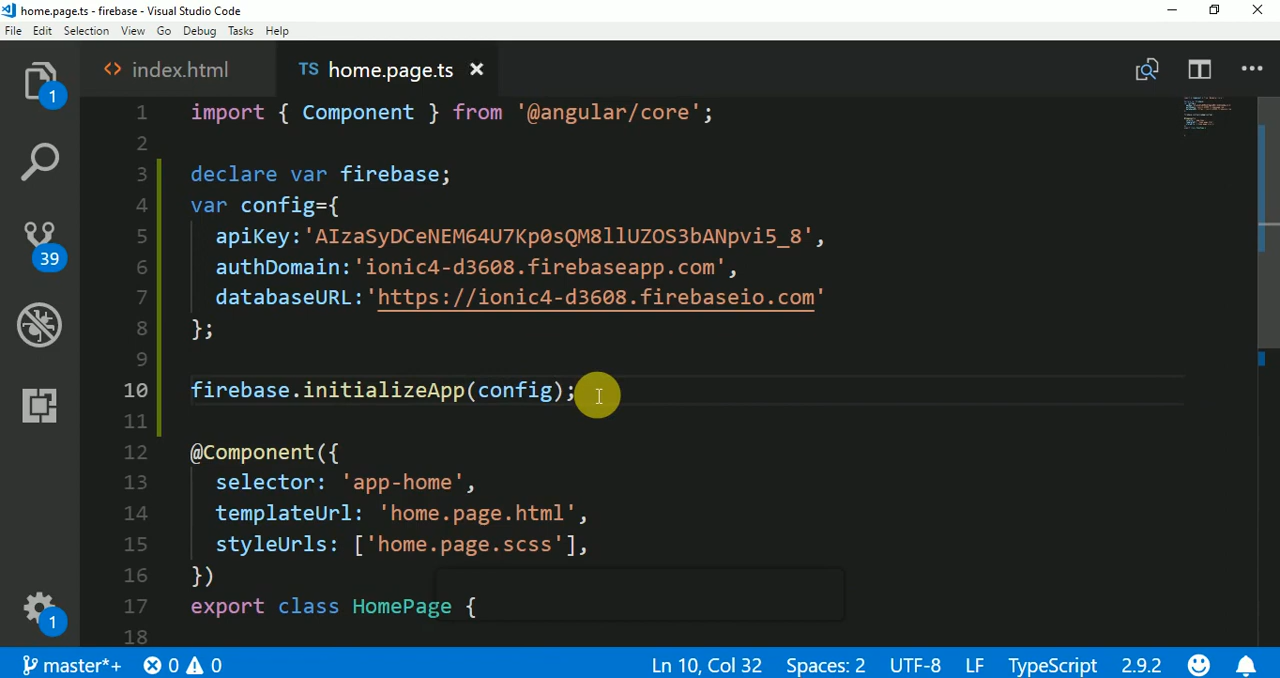 home.page.ts - firebase - Visual Studio Code
File Edit Selection View Go Debug Tasks Help
index.html TS home.page.ts
1 import { Component } from '@angular/core';
2
3 declare var firebase;
4 var config={
5 apiKey:'AIzaSyDCeNEM64U7Kp0sQM8llUZOS3bANpvi5_8',
6 authDomain:'ionic4-d3608.firebaseapp.com',
7 databaseURL:'https://ionic4-d3608.firebaseio.com'
8 };
9
10 firebase.initializeApp(config);
11
12 @Component({
13 selector: 'app-home',
14 templateUrl: 'home.page.html',
15 styleUrls: ['home.page.scss'],
16 })
17 export class HomePage {
18
1
39
1
master*+ 0 0 Ln 10, Col 32 Spaces: 2 UTF-8 LF TypeScript 2.9.2